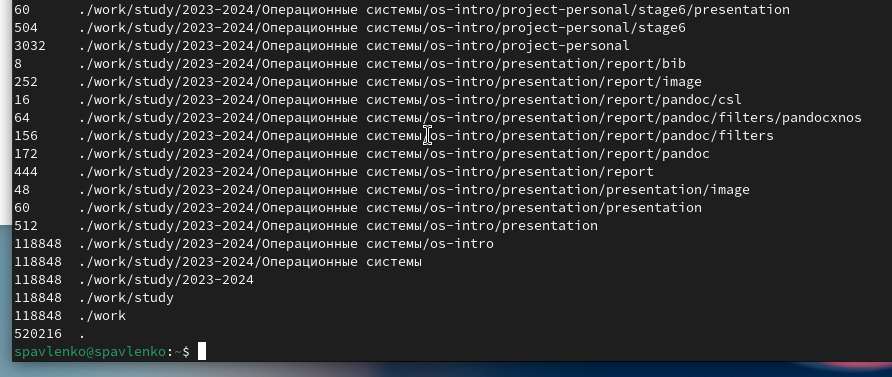 60 ./work/study/2023-2024/Операционные системы/os-intro/project-personal/stage6/presentation
504 ./work/study/2023-2024/Операционные системы/os-intro/project-personal/stage6
3032 ./work/study/2023-2024/Операционные системы/os-intro/project-personal
8 ./work/study/2023-2024/Операционные системы/os-intro/presentation/report/bib
252 ./work/study/2023-2024/Операционные системы/os-intro/presentation/report/image
16 ./work/study/2023-2024/Операционные системы/os-intro/presentation/report/pandoc/csl
64 ./work/study/2023-2024/Операционные системы/os-intro/presentation/report/pandoc/filters/pandocxnos
156 ./work/study/2023-2024/Операционные системы/os-intro/presentation/report/pandoc/filters
172 ./work/study/2023-2024/Операционные системы/os-intro/presentation/report/pandoc
444 ./work/study/2023-2024/Операционные системы/os-intro/presentation/report
48 ./work/study/2023-2024/Операционные системы/os-intro/presentation/presentation/image
60 ./work/study/2023-2024/Операционные системы/os-intro/presentation/presentation
512 ./work/study/2023-2024/Операционные системы/os-intro/presentation
118848 ./work/study/2023-2024/Операционные системы/os-intro
118848 ./work/study/2023-2024/Операционные системы
118848 ./work/study/2023-2024
118848 ./work/study
118848 ./work
520216 .
spavlenko@spavlenko:~$